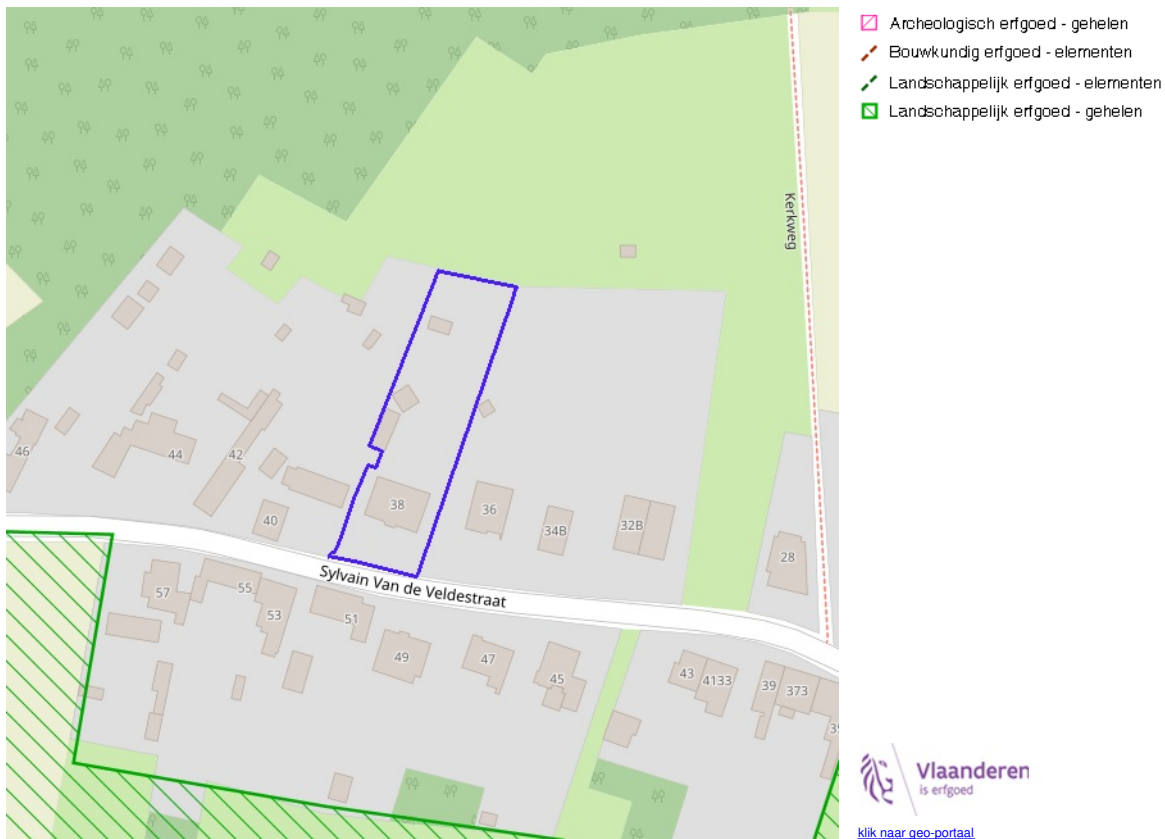 Archeologisch erfgoed - gehelen
Bouwkundig erfgoed - elementen
Landschappelijk erfgoed - elementen
Landschappelijk erfgoed - gehelen
Kerkweg
46
44
42
40
38
36
34B
32B
28
Sylvain Van de Veldestraat
57
55
53
51
49
47
45
43
4133
39
373
Vlaanderen
is erfgoed
klik naar geo-portaal